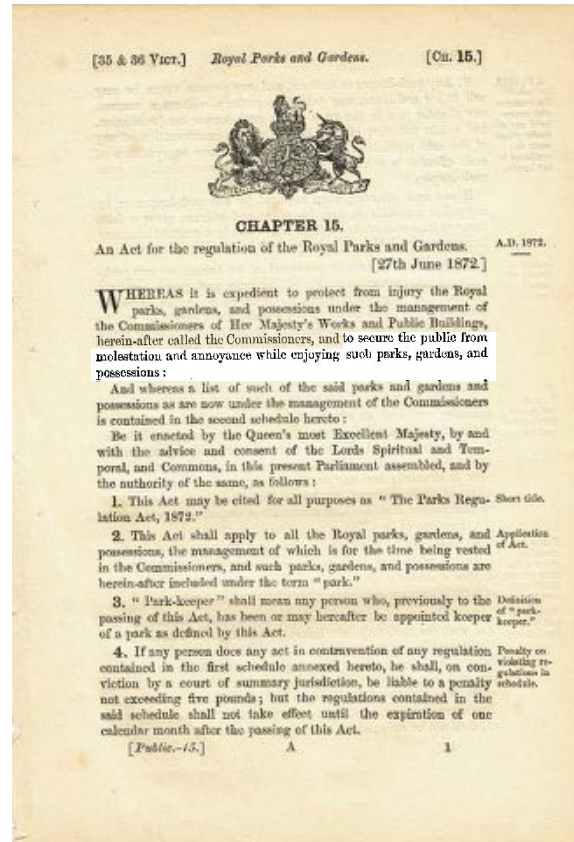 [35 & 36 VICT.] Royal Parks and Gardens. [CH. 15.]
CHAPTER 15.
An Act for the regulation of the Royal Parks and Gardens. A.D. 1872.
[27th June 1872.]
WHEREAS it is expedient to protect from injury the Royal
parks, gardens, and possessions under the management of
the Commissioners of Her Majesty's Works and Public Buildings,
herein-after called the Commissioners, and to secure the public from
molestation and annoyance while enjoying such parks, gardens, and
possessions:
And whereas a list of such of the said parks and gardens and
possessions as are now under the management of the Commissioners
is contained in the second schedule hereto:
Be it enacted by the Queen's most Excellent Majesty, by and
with the advice and consent of the Lords Spiritual and Tem-
poral, and Commons, in this present Parliament assembled, and by
the authority of the same, as follows:
1. This Act may be cited for all purposes as "The Parks Regu- Short title.
lation Act, 1872."
2. This Act shall apply to all the Royal parks, gardens, and Application
possessions, the management of which is for the time being vested of Act.
in the Commissioners, and such parks, gardens, and possessions are
herein-after included under the term "park."
3. "Park-keeper" shall mean any person who, previously to the Definition
passing of this Act, has been or may hereafter be appointed keeper of "park-
of a park as defined by this Act. keeper."
4. If any person does any act in contravention of any regulation Penalty on
contained in the first schedule annexed hereto, he shall, on con- violating re-
viction by a court of summary jurisdiction, be liable to a penalty gulations in
not exceeding five pounds; but the regulations contained in the schedule.
said schedule shall not take effect until the expiration of one
calendar month after the passing of this Act.
[Public.-15.] A 1